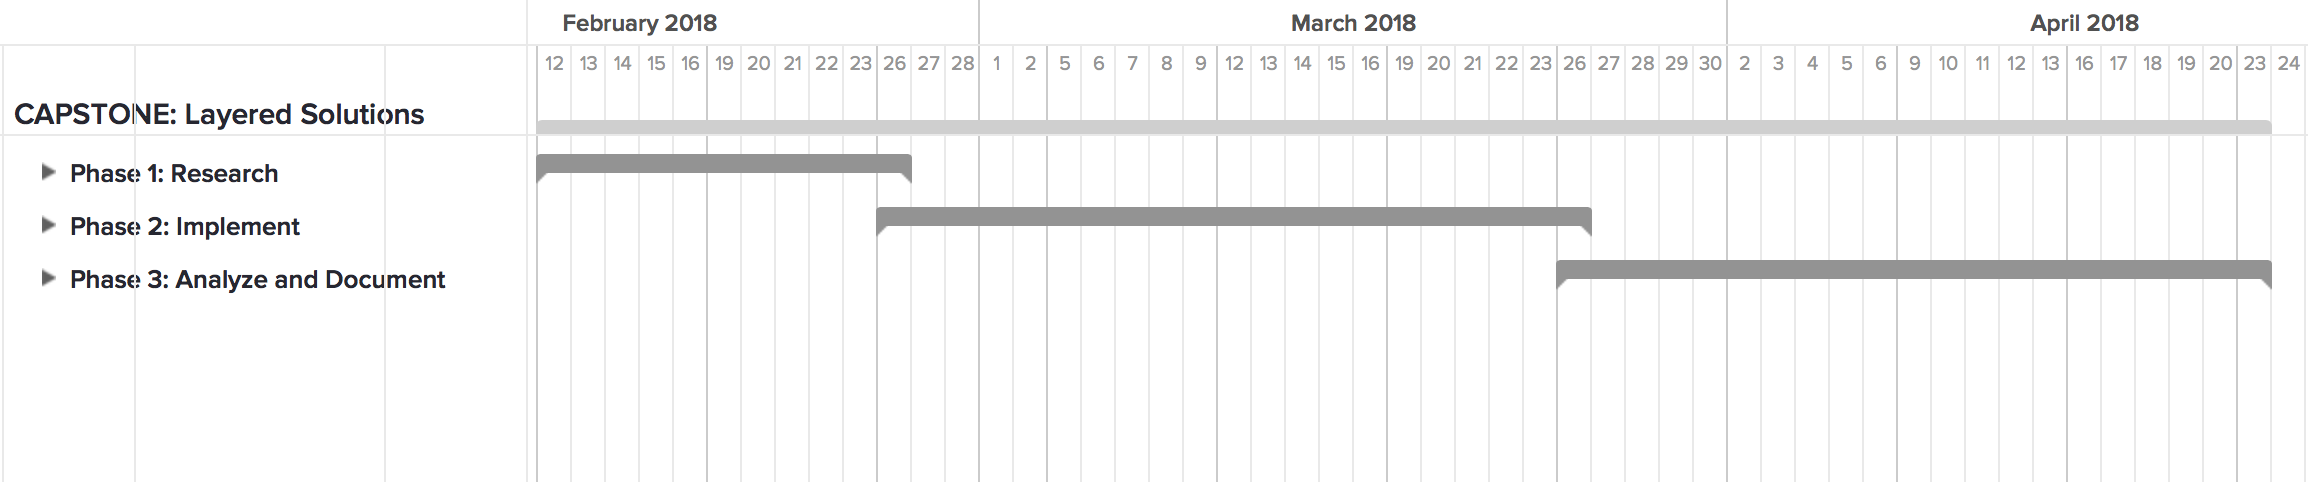 February 2018 March 2018 April 2018
12 13 14 15 16 19 20 21 22 23 26 27 28 1 2 5 6 7 8 9 12 13 14 15 16 19 20 21 22 23 26 27 28 29 30 2 3 4 5 6 9 10 11 12 13 16 17 18 19 20 23 24
CAPSTONE: Layered Solutions
Phase 1: Research
Phase 2: Implement
Phase 3: Analyze and Document